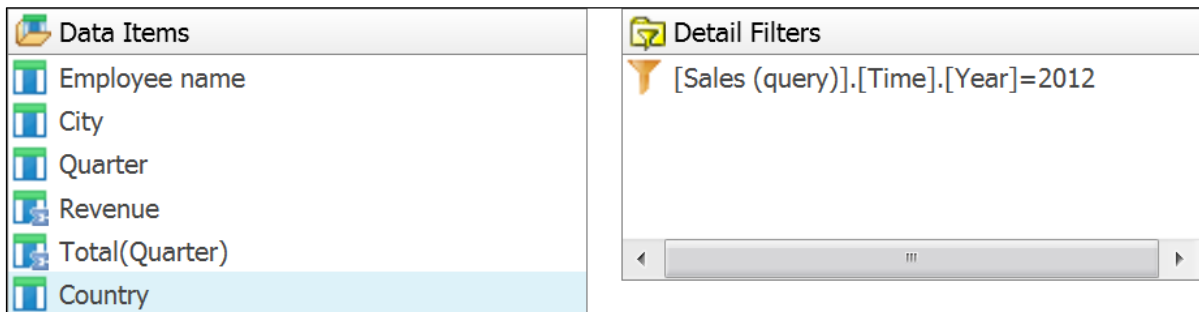 Data Items
Employee name
City
Quarter
Revenue
Total(Quarter)
Country
Detail Filters
[Sales (query)].[Time].[Year]=2012